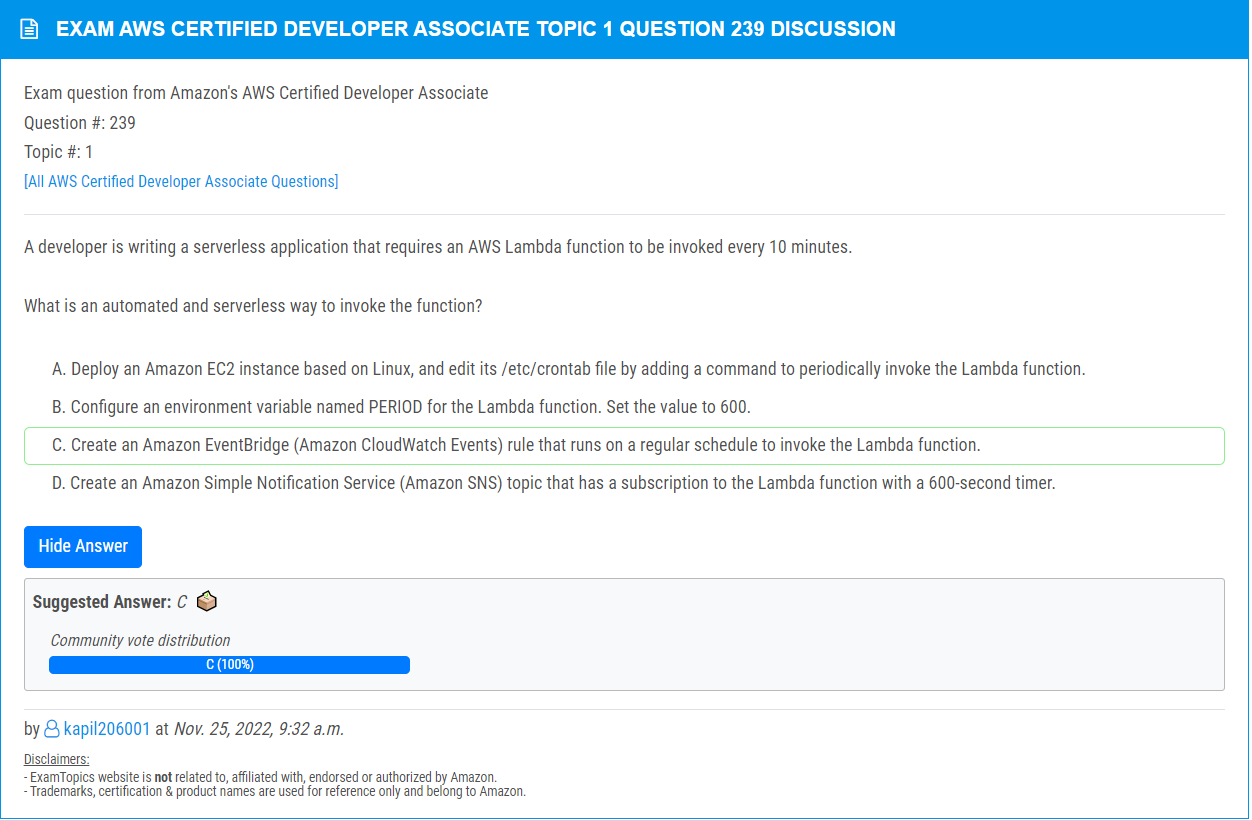 EXAM AWS CERTIFIED DEVELOPER ASSOCIATE TOPIC 1 QUESTION 239 DISCUSSION
Exam question from Amazon's AWS Certified Developer Associate
Question #: 239
Topic #: 1
[All AWS Certified Developer Associate Questions]
A developer is writing a serverless application that requires an AWS Lambda function to be invoked every 10 minutes.
What is an automated and serverless way to invoke the function?
A. Deploy an Amazon EC2 instance based on Linux, and edit its /etc/crontab file by adding a command to periodically invoke the Lambda function.
B. Configure an environment variable named PERIOD for the Lambda function. Set the value to 600.
C. Create an Amazon EventBridge (Amazon CloudWatch Events) rule that runs on a regular schedule to invoke the Lambda function.
D. Create an Amazon Simple Notification Service (Amazon SNS) topic that has a subscription to the Lambda function with a 600-second timer.
Hide Answer
Suggested Answer: C
Community vote distribution
C (100%)
by kapil206001 at Nov. 25, 2022, 9:32 a.m.
Disclaimers:
- ExamTopics website is not related to, affiliated with, endorsed or authorized by Amazon.
- Trademarks, certification & product names are used for reference only and belong to Amazon.